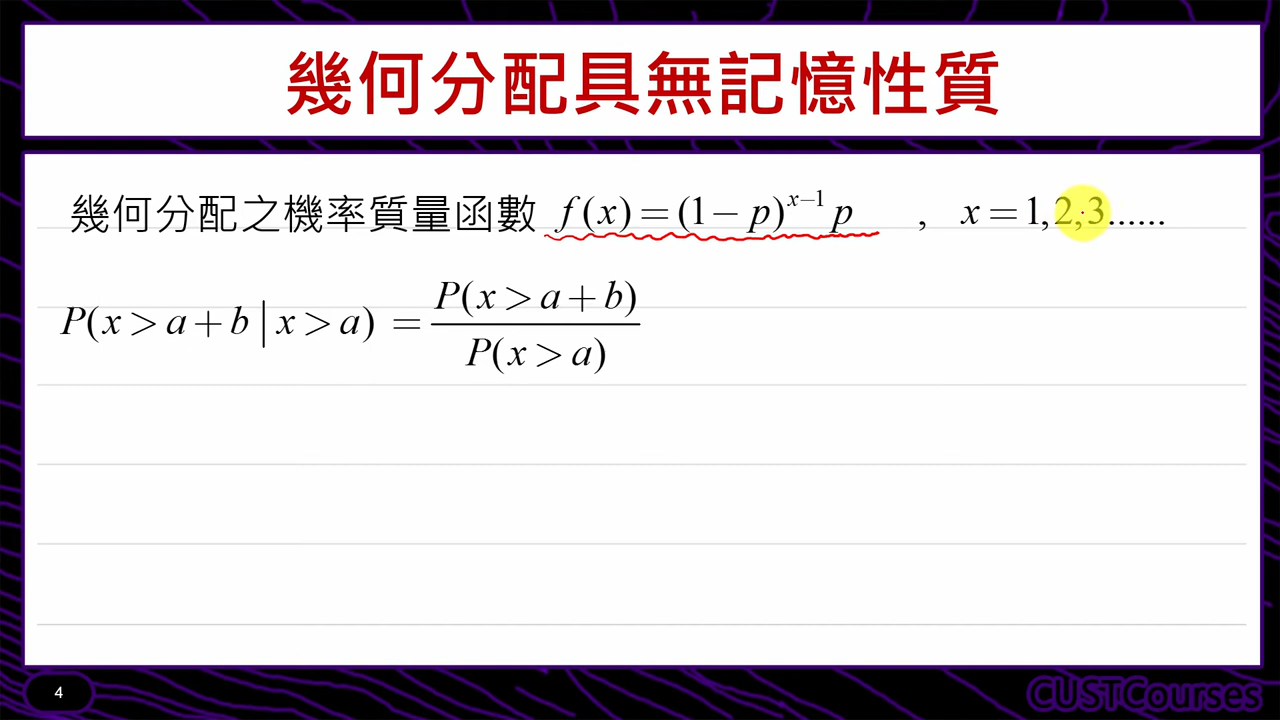 幾何分配具無記憶性質
幾何分配之機率質量函數 f(x)=(1−p)^{x−1} p , x=1,2,3......
P(x>a+b|x>a) = P(x>a+b) / P(x>a)
4
CUSTCourses